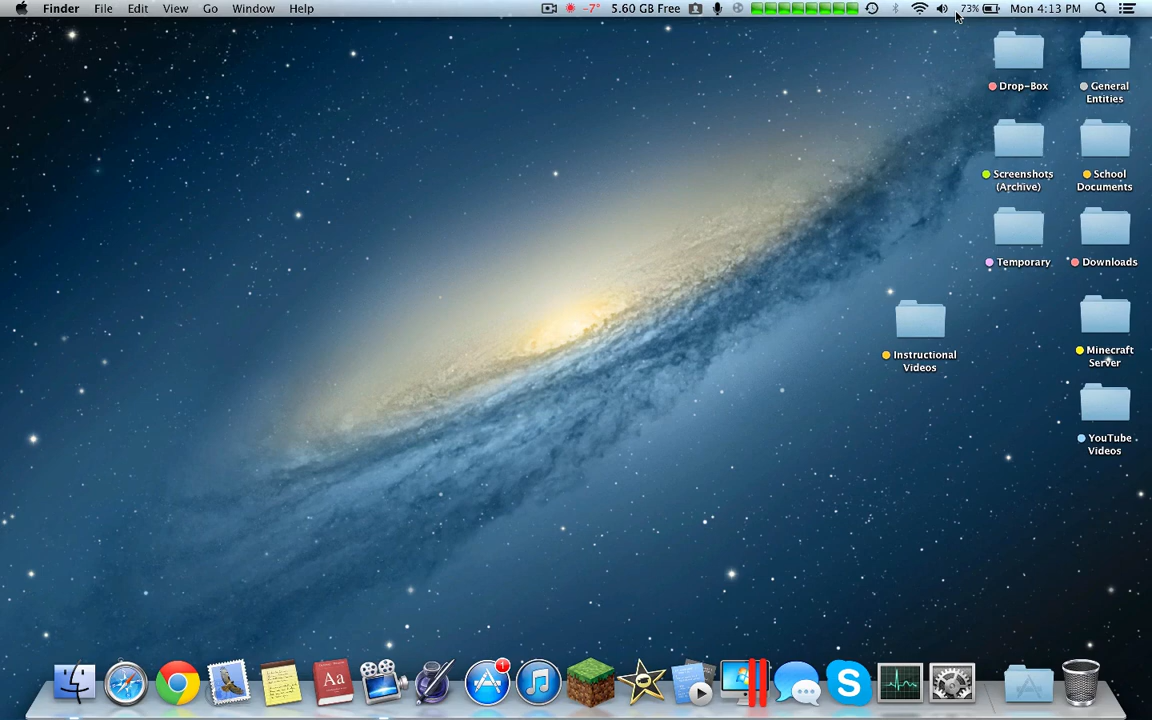 Finder File Edit View Go Window Help -7° 5.60 GB Free 73% Mon 4:13 PM
Drop-Box
General
Entities
Screenshots
(Archive)
School
Documents
Temporary
Downloads
Instructional
Videos
Minecraft
Server
YouTube
Videos
Aa
1